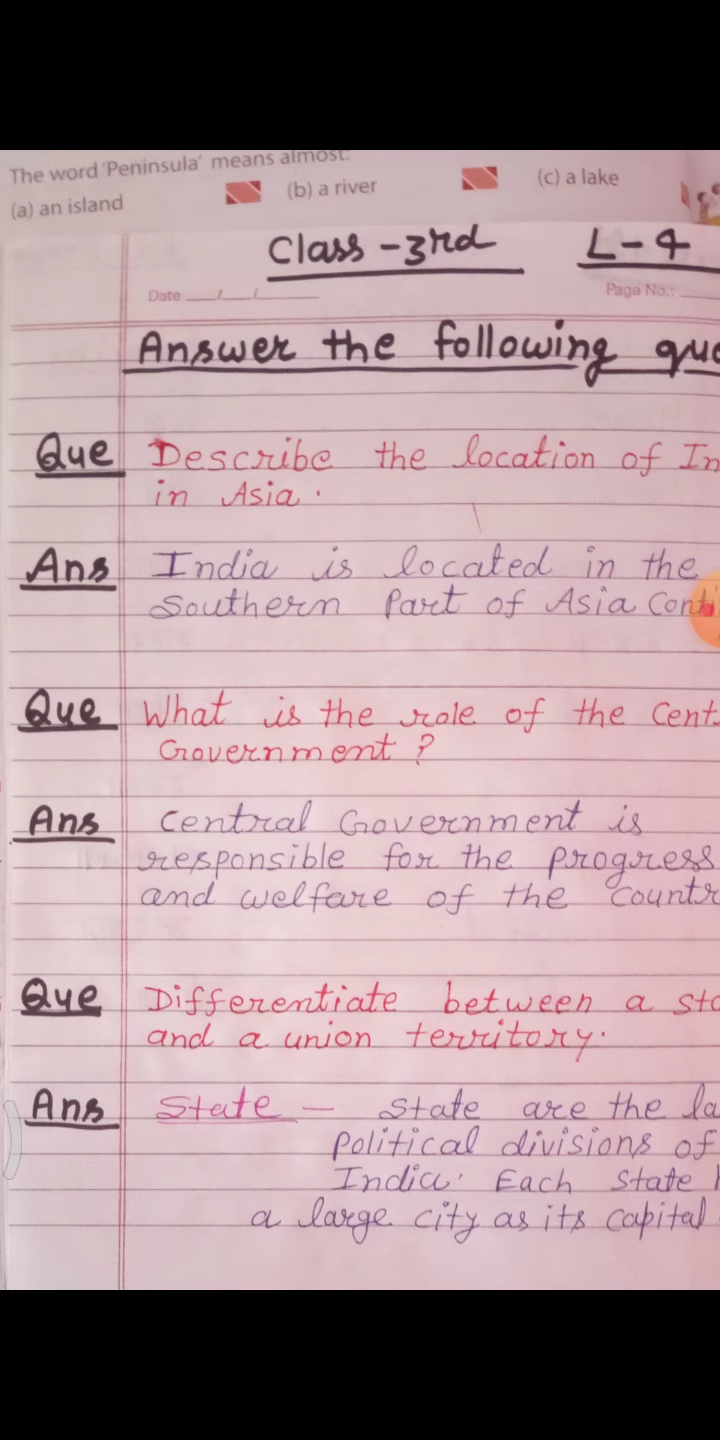 The word 'Peninsula' means almost:
(a) an island (b) a river (c) a lake
Class - 3rd L - 4
Date __/__/__ Page No.:
Answer the following
Que Describe the location of
in Asia.
Ans India is located in the
Southern Part of Asia
Que What is the role of the
Government?
Ans Central Government is
responsible for the progress
and welfare of the
Que Differentiate between a
and a union territory.
Ans State - State are the
Political divisions of
India. Each State
a large city as its capital